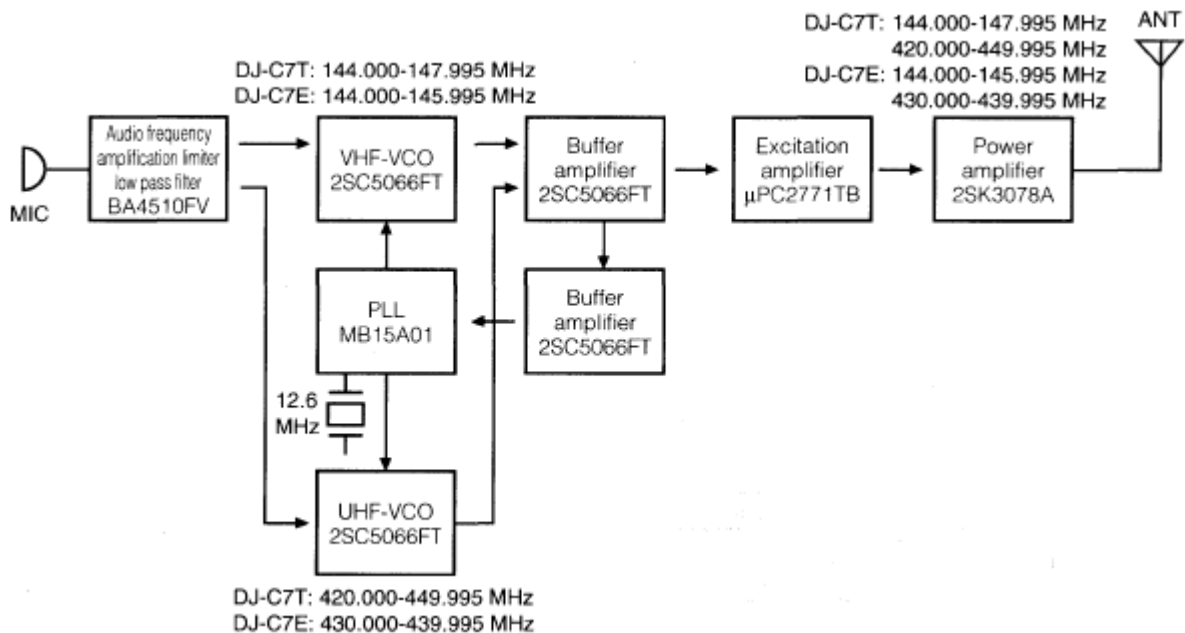 DJ-C7T: 144.000-147.995 MHz
420.000-449.995 MHz
DJ-C7E: 144.000-145.995 MHz
430.000-439.995 MHz
ANT
DJ-C7T: 144.000-147.995 MHz
DJ-C7E: 144.000-145.995 MHz
MIC
Audio frequency
amplification limiter
low pass filter
BA4510FV
VHF-VCO
2SC5066FT
Buffer
amplifier
2SC5066FT
Excitation
amplifier
µPC2771TB
Power
amplifier
2SK3078A
PLL
MB15A01
Buffer
amplifier
2SC5066FT
12.6
MHz
UHF-VCO
2SC5066FT
DJ-C7T: 420.000-449.995 MHz
DJ-C7E: 430.000-439.995 MHz